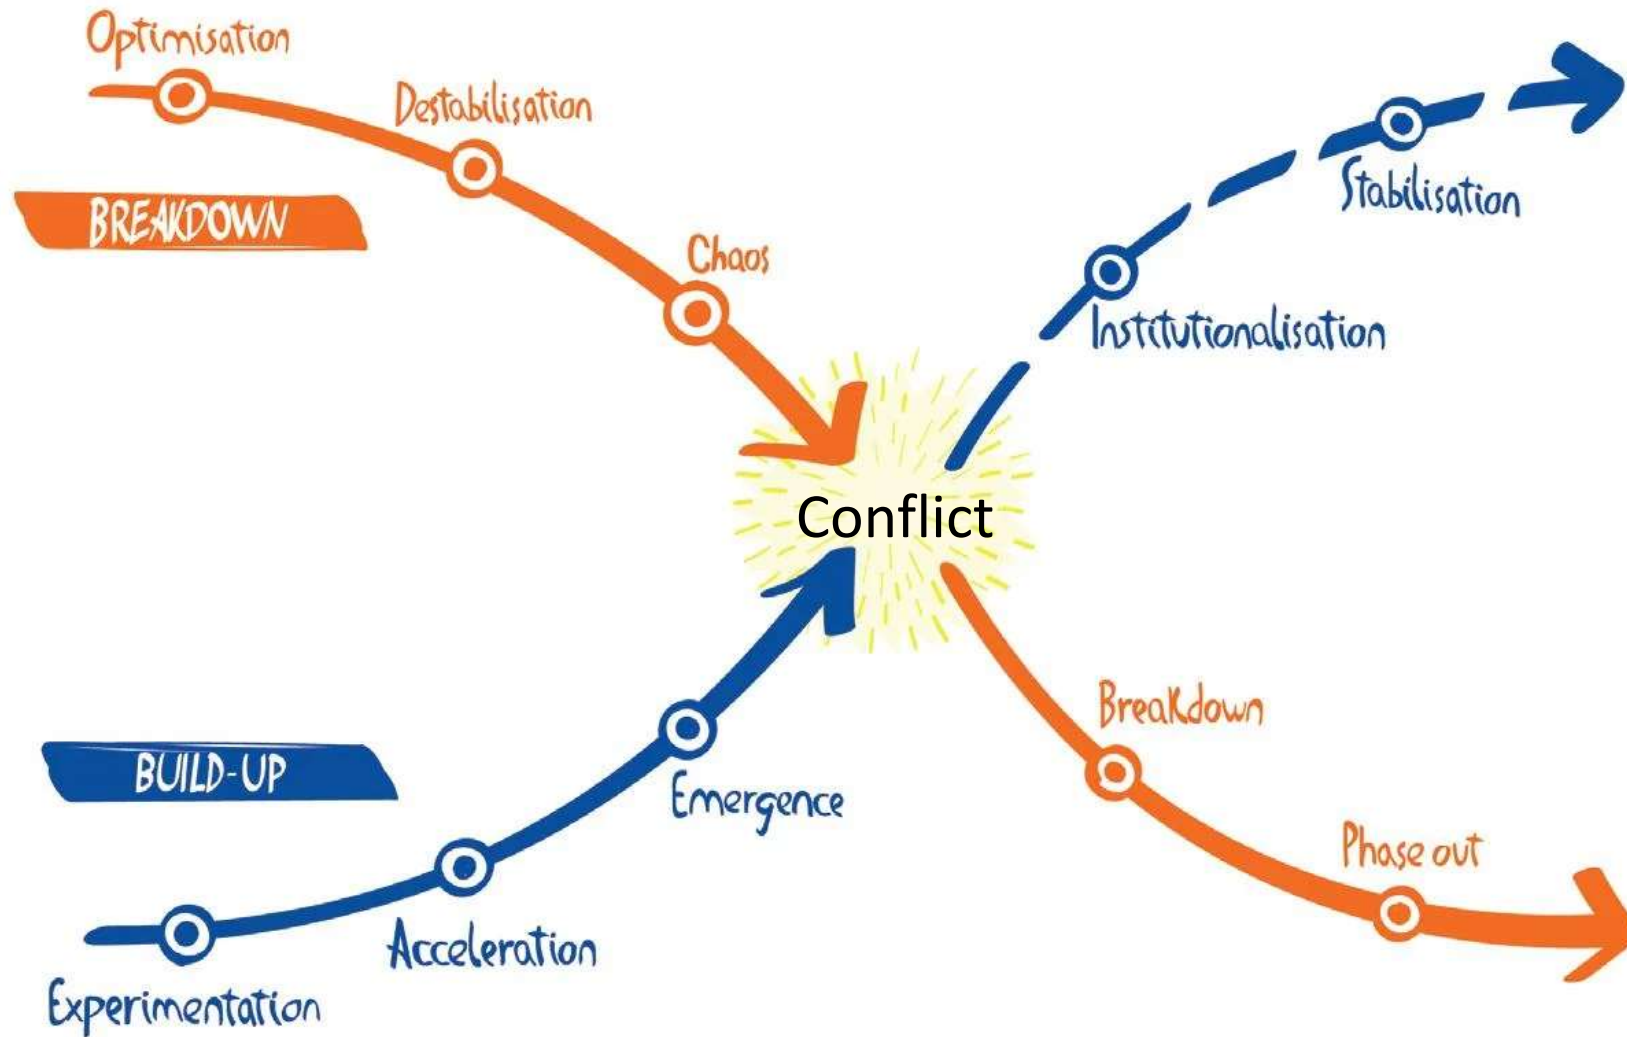 Optimisation
Destabilisation
BREAKDOWN
Chaos
Stabilisation
Institutionalisation
Conflict
Breakdown
BUILD-UP
Emergence
Phase out
Acceleration
Experimentation